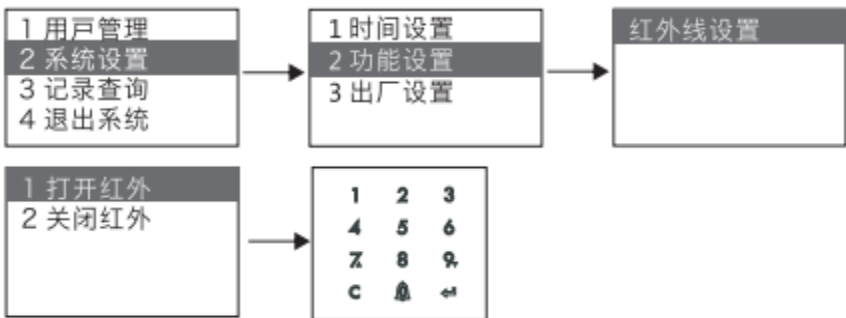 1 用戸管理
2 系统设置
3 记录查询
4 退出系统
1 时间设置
2 功能设置
3 出厂设置
红外线设置
1 打开红外
2 关闭红外
1 2 3
4 5 6
7 8 9
C